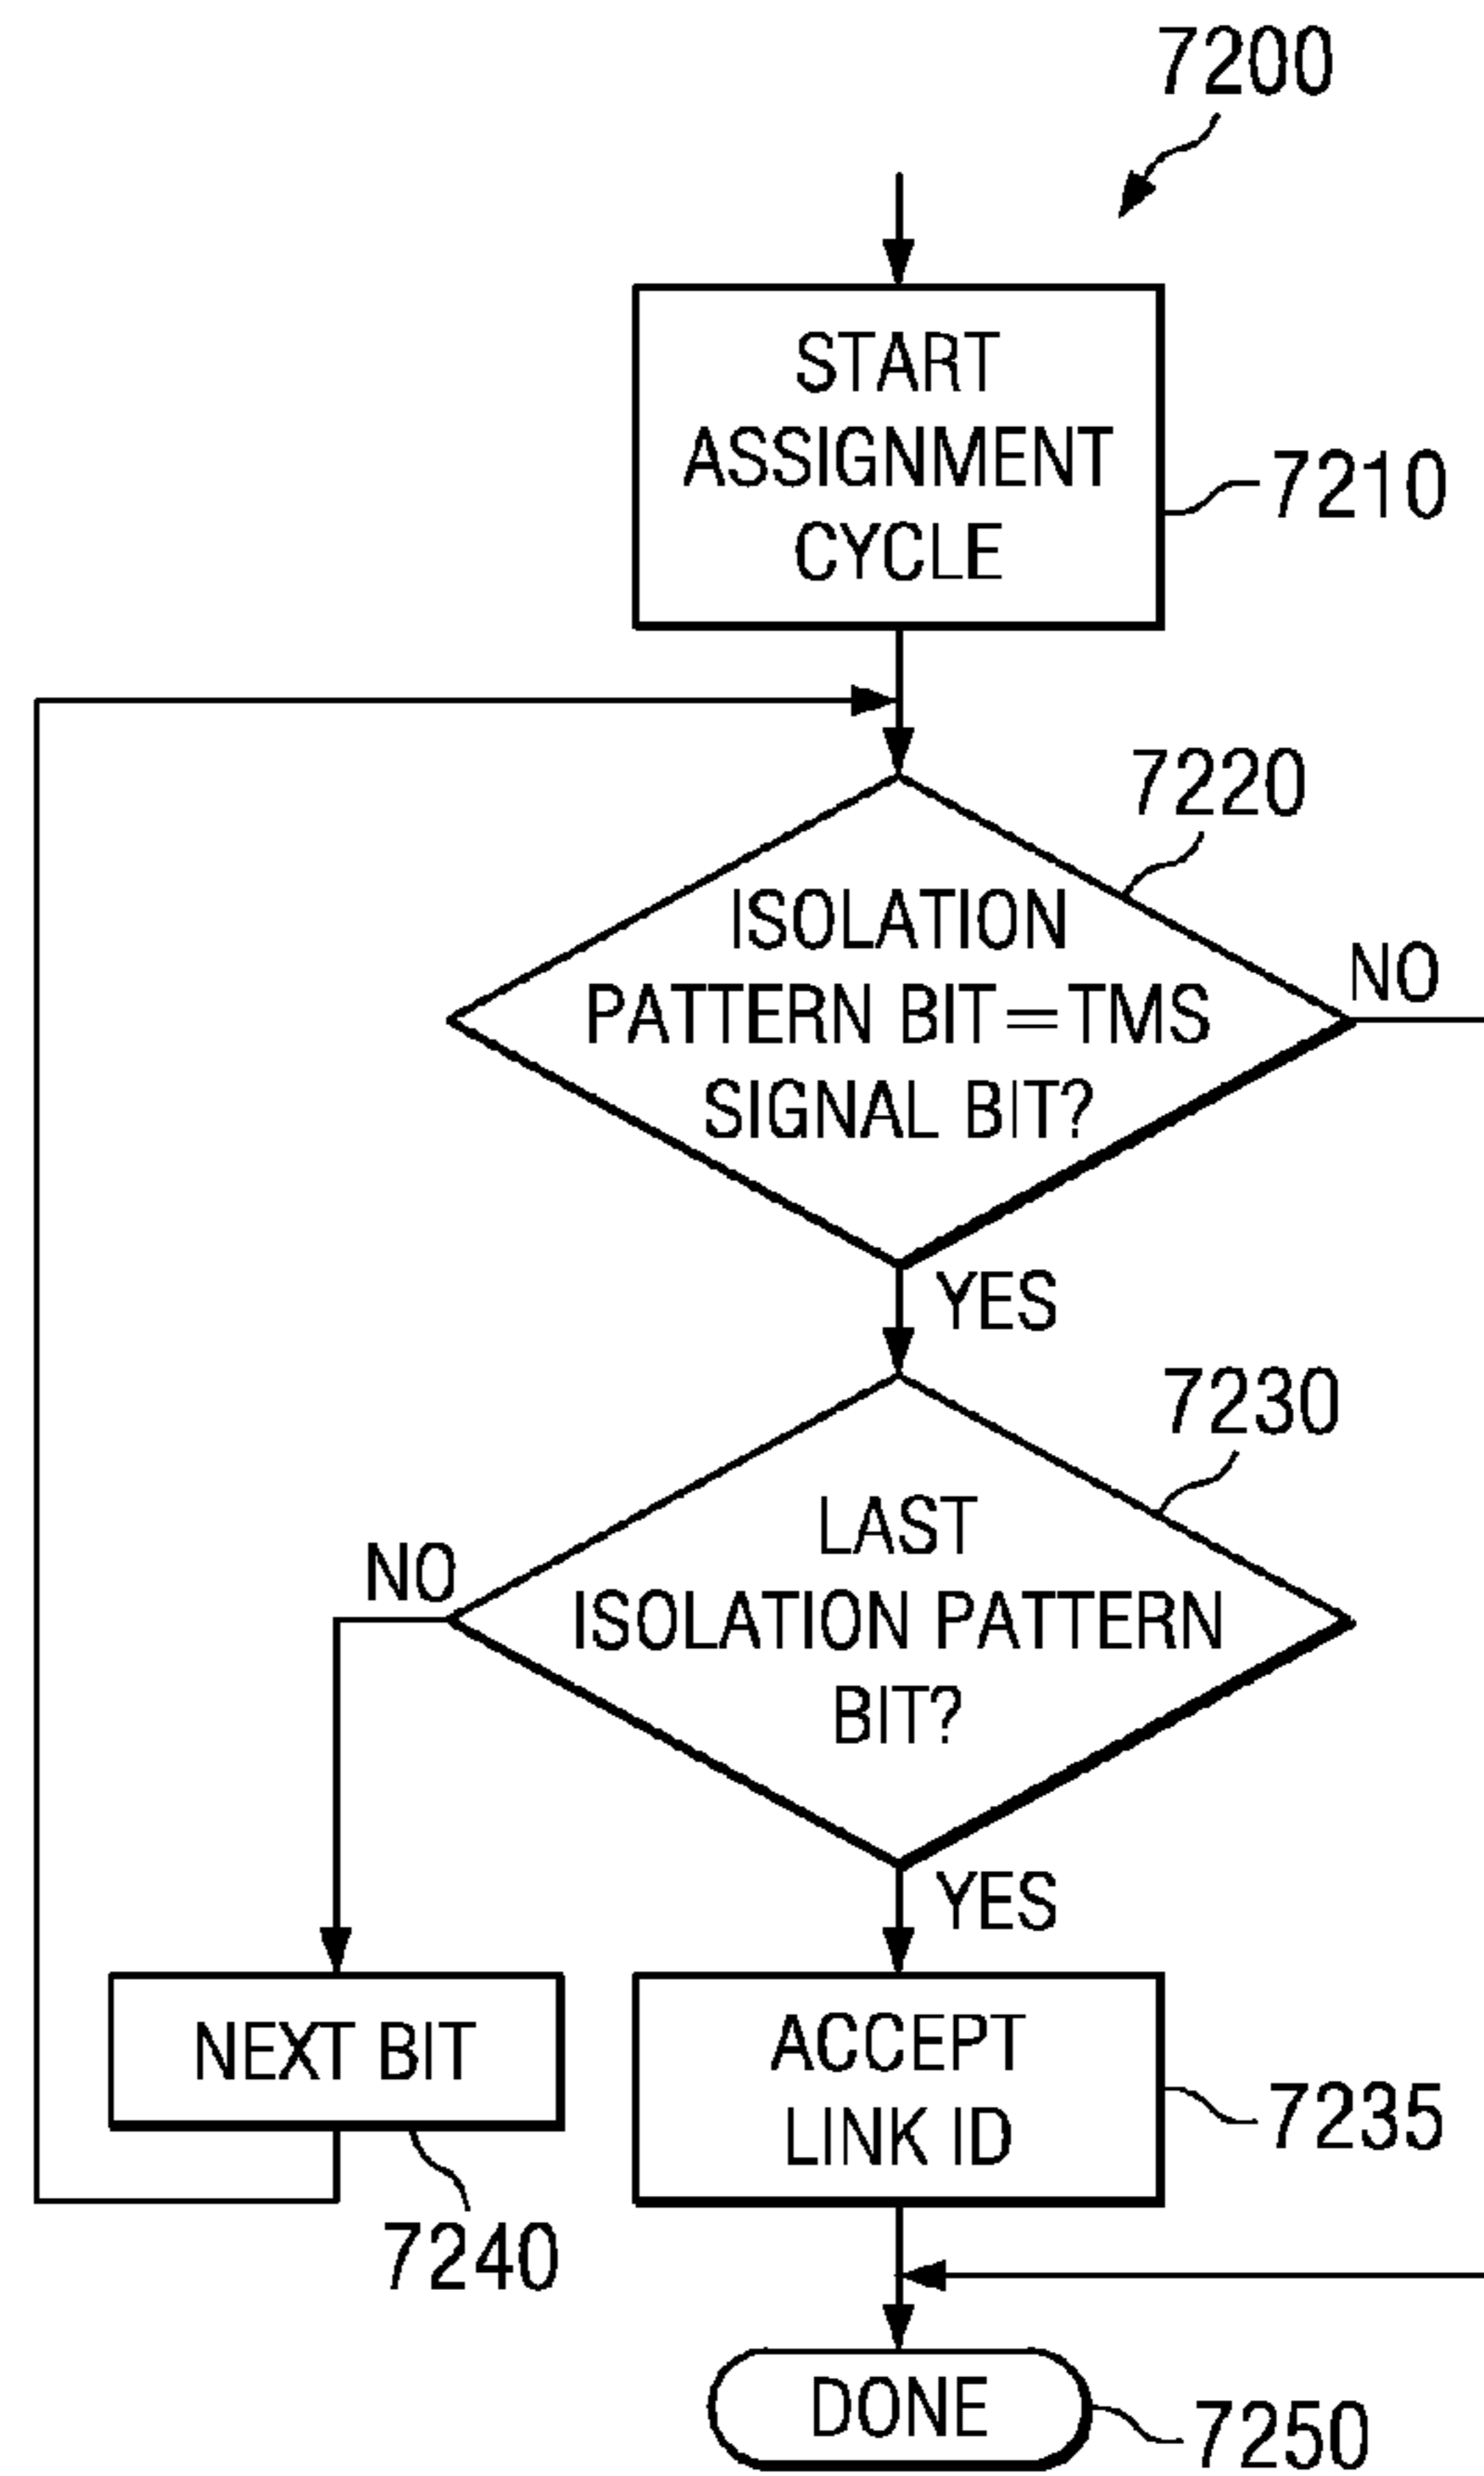 7200
START
ASSIGNMENT
CYCLE
7210
7220
ISOLATION
PATTERN BIT=TMS
SIGNAL BIT?
NO
YES
7230
LAST
ISOLATION PATTERN
BIT?
NO
YES
NEXT BIT
7240
ACCEPT
LINK ID
7235
DONE
7250